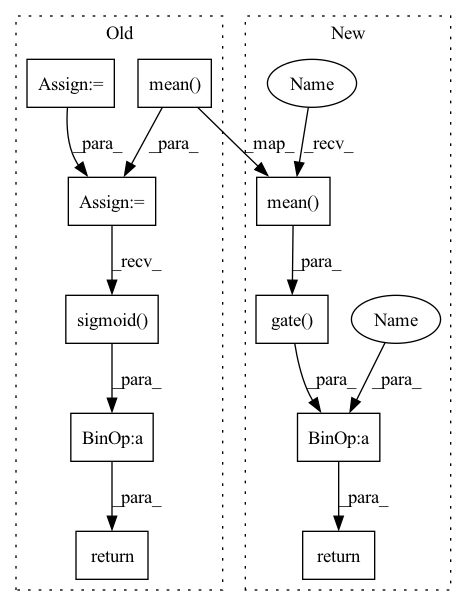 Old
New
Assign:=
mean()
Name
_para_
_para_
_map_
_recv_
Assign:=
mean()
_recv_
_para_
sigmoid()
gate()
Name
_para_
_para_
_para_
BinOp:a
BinOp:a
_para_
_para_
return
return